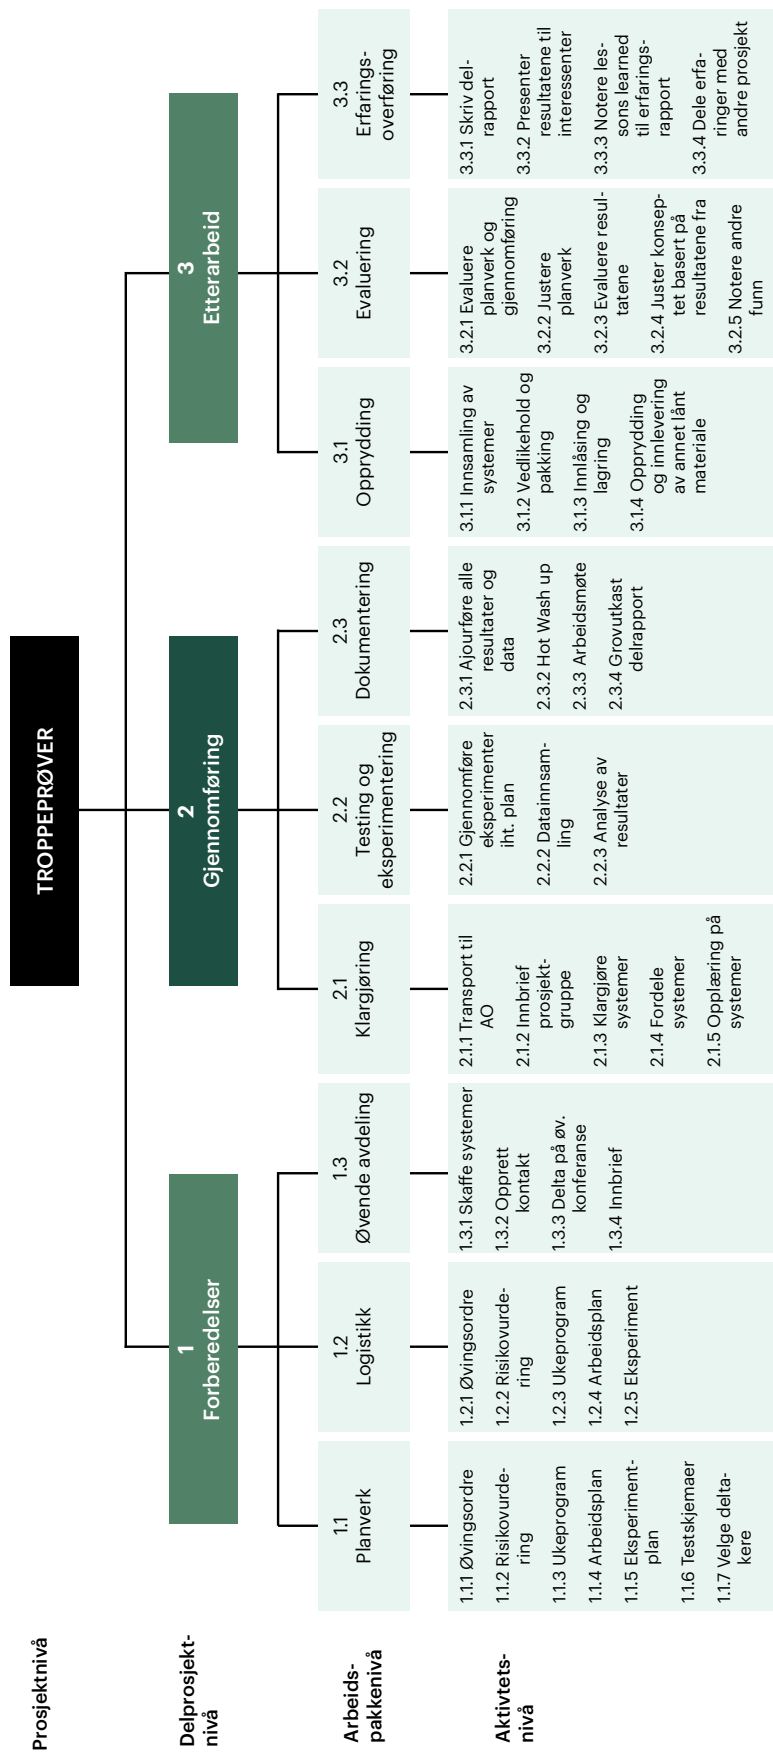 Prosjektnivå
TROPPEPRØVER
Delprosjekt-
nivå
1
Forberedelser
2
Gjennomføring
3
Etterarbeid
Arbeids-
pakkenivå
1.1
Planverk
1.2
Logistikk
1.3
Øvende avdeling
2.1
Klargjøring
2.2
Testing og
eksperimentering
2.3
Dokumentering
3.1
Opprydding
3.2
Evaluering
3.3
Erfarings-
overføring
Aktivtets-
nivå
1.1.1 Øvingsordre
1.1.2 Risikovurde-
ring
1.1.3 Ukeprogram
1.1.4 Arbeidsplan
1.1.5 Eksperiment-
plan
1.1.6 Testskjemaer
1.1.7 Velge delta-
kere
1.2.1 Øvingsordre
1.2.2 Risikovurde-
ring
1.2.3 Ukeprogram
1.2.4 Arbeidsplan
1.2.5 Eksperiment
1.3.1 Skaffe systemer
1.3.2 Opprett
kontakt
1.3.3 Delta på øv.
konferanse
1.3.4 Innbrief
2.1.1 Transport til
AO
2.1.2 Innbrief
prosjekt-
gruppe
2.1.3 Klargjøre
systemer
2.1.4 Fordele
systemer
2.1.5 Opplæring på
systemer
2.2.1 Gjennomføre
eksperimenter
iht. plan
2.2.2 Datainnsam-
ling
2.2.3 Analyse av
resultater
2.3.1 Ajourføre alle
resultater og
data
2.3.2 Hot Wash up
2.3.3 Arbeidsmøte
2.3.4 Grovutkast
delrapport
3.1.1 Innsamling av
systemer
3.1.2 Vedlikehold og
pakking
3.1.3 Innlåsing og
lagring
3.1.4 Opprydding
og innlevering
av annet lånt
materiale
3.2.1 Evaluere
planverk og
gjennomføring
3.2.2 Justere
planverk
3.2.3 Evaluere resul-
tatene
3.2.4 Juster konsep-
tet basert på
resultatene fra
3.2.5 Notere andre
funn
3.3.1 Skriv del-
rapport
3.3.2 Presenter
resultatene til
interessenter
3.3.3 Notere les-
sons learned
til erfarings-
rapport
3.3.4 Dele erfa-
ringer med
andre prosjekt